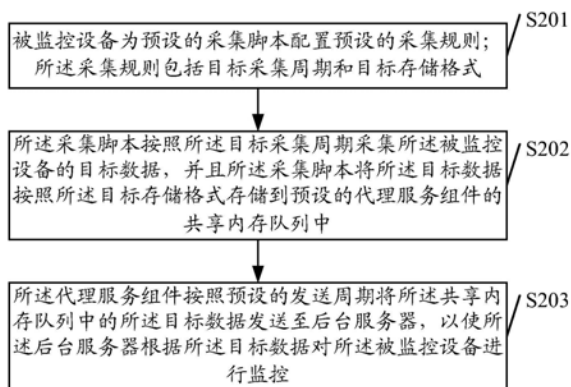 S201
被监控设备为预设的采集脚本配置预设的采集规则；
所述采集规则包括目标采集周期和目标存储格式
S202
所述采集脚本按照所述目标采集周期采集所述被监控
设备的目标数据，并且所述采集脚本将所述目标数据
按照所述目标存储格式存储到预设的代理服务组件的
共享内存队列中
S203
所述代理服务组件按照预设的发送周期将所述共享内
存队列中的所述目标数据发送至后台服务器，以使所
述后台服务器根据所述目标数据对所述被监控设备进
行监控